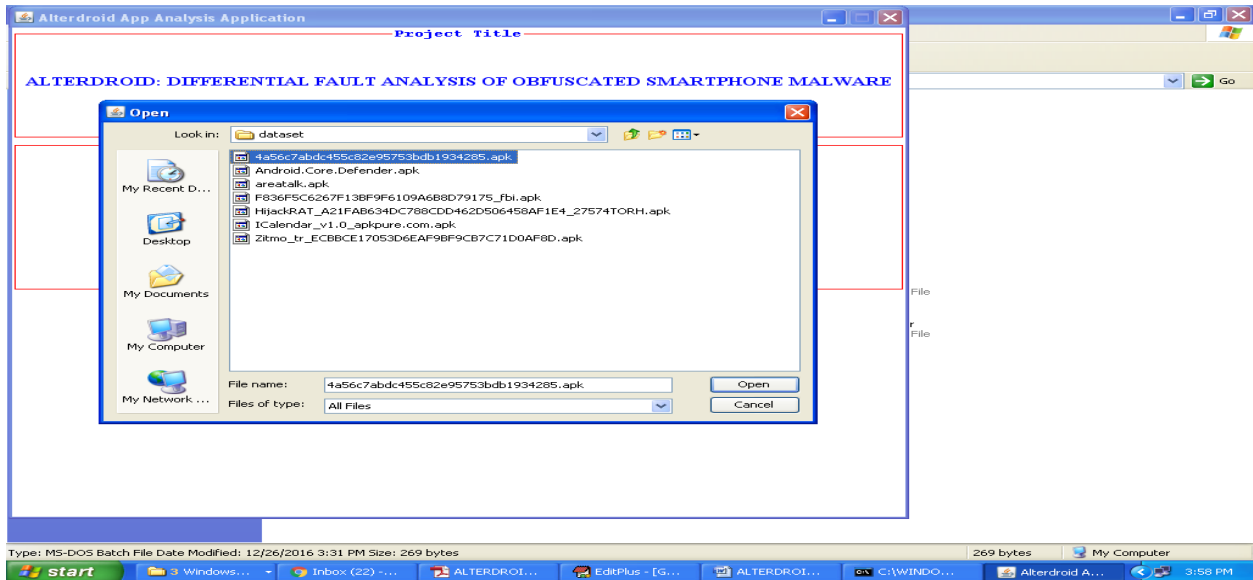 Alterdroid App Analysis Application
Project Title
ALTERDROID: DIFFERENTIAL FAULT ANALYSIS OF OBFUSCATED SMARTPHONE MALWARE
Go
Open
Look in:
dataset
My Recent D...
Desktop
My Documents
My Computer
My Network ...
4a56c7abdc455c82e95753bdb1934285.apk
Android.Core.Defender.apk
areatalk.apk
F836F5C6267F13BF9F6109A6B8D79175_fbi.apk
HijackRAT_A21FAB634DC788CDD462D506458AF1E4_27574TORH.apk
ICalendar_v1.0_apkpure.com.apk
Zitmo_tr_ECBBCE17053D6EAF9BF9CB7C71D0AF8D.apk
File name:
4a56c7abdc455c82e95753bdb1934285.apk
Open
Files of type:
All Files
Cancel
File
r
File
Type: MS-DOS Batch File Date Modified: 12/26/2016 3:31 PM Size: 269 bytes
269 bytes
My Computer
start
3 Windows...
Inbox (22) -...
ALTERDROI...
EditPlus - [G...
ALTERDROI...
C:\WINDO...
Alterdroid A...
3:58 PM